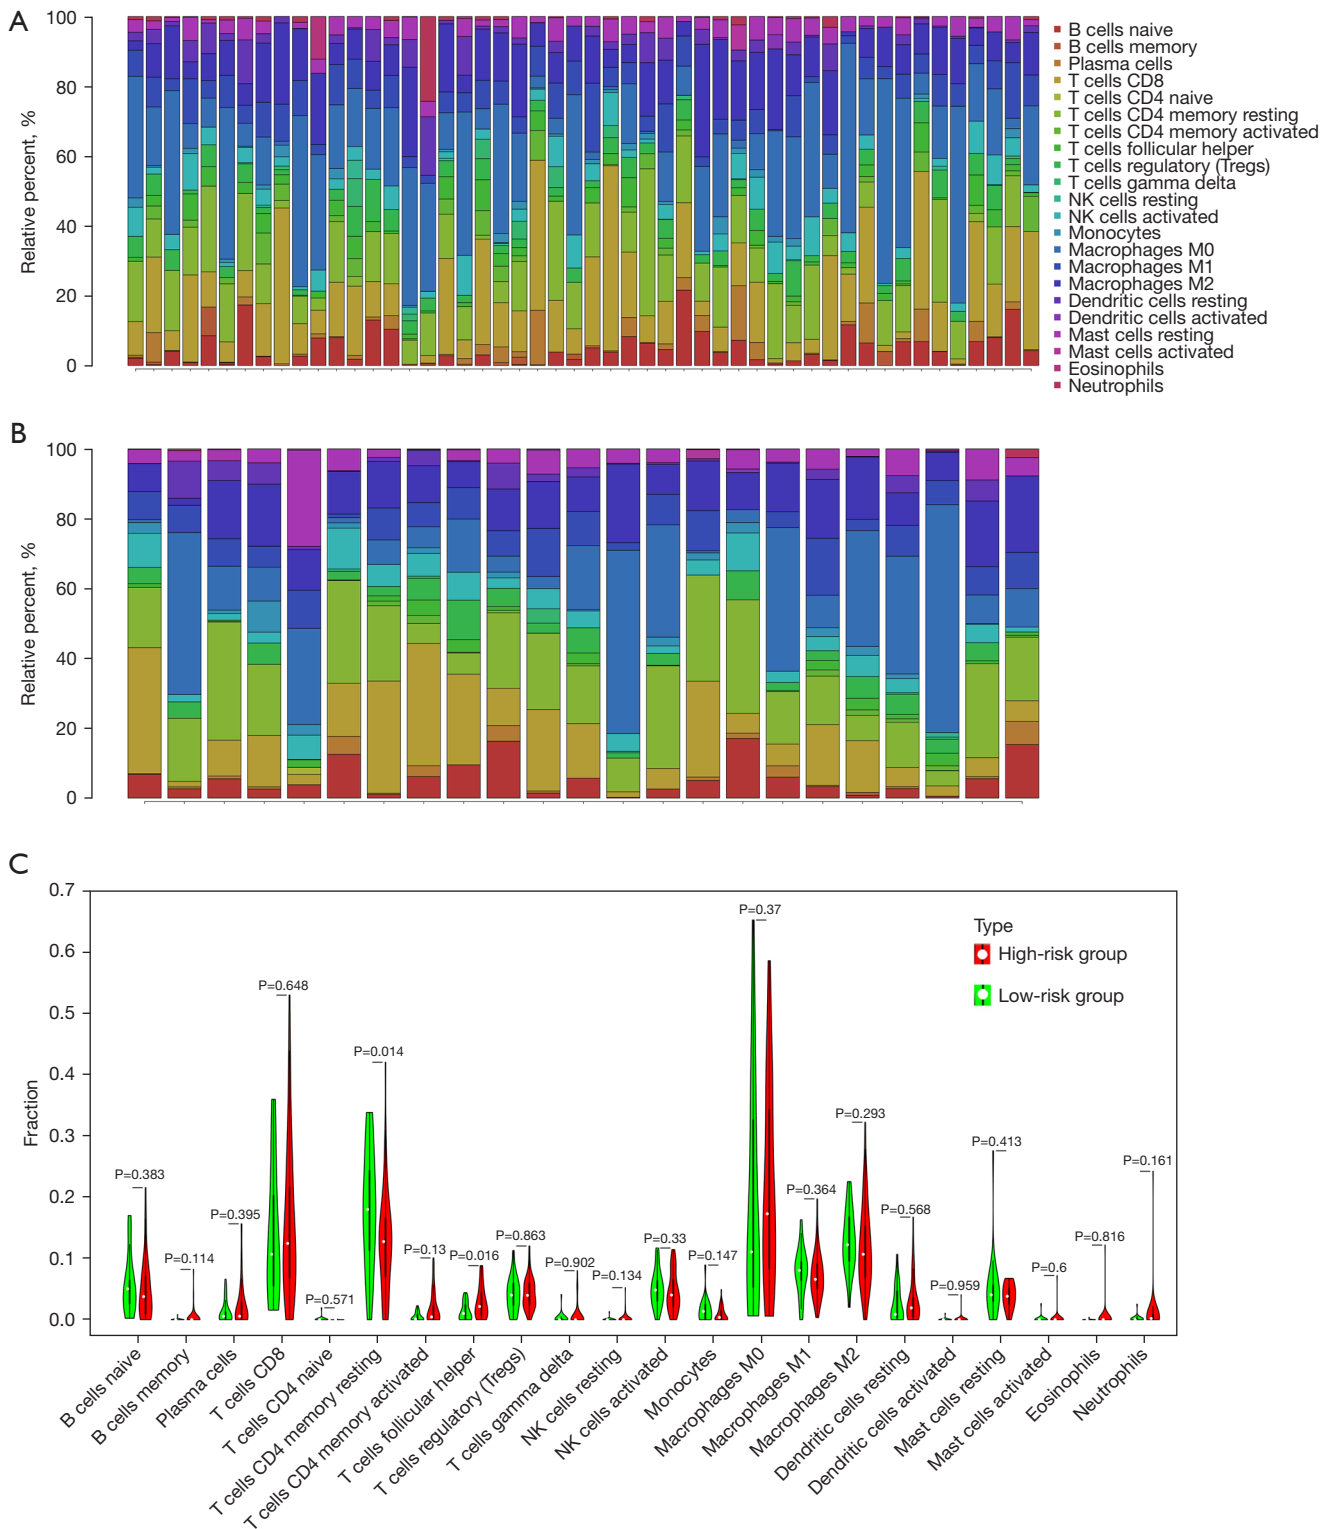 A
100
80
60
40
20
0
Relative percent, %
B cells naive
B cells memory
Plasma cells
T cells CD8
T cells CD4 naive
T cells CD4 memory resting
T cells CD4 memory activated
T cells follicular helper
T cells regulatory (Tregs)
T cells gamma delta
NK cells resting
NK cells activated
Monocytes
Macrophages M0
Macrophages M1
Macrophages M2
Dendritic cells resting
Dendritic cells activated
Mast cells resting
Mast cells activated
Eosinophils
Neutrophils
B
100
80
60
40
20
0
Relative percent, %
C
0.7
0.6
0.5
0.4
0.3
0.2
0.1
0.0
Fraction
Type
High-risk group
Low-risk group
P=0.383
P=0.114
P=0.395
P=0.648
P=0.571
P=0.014
P=0.13
P=0.016
P=0.863
P=0.902
P=0.134
P=0.33
P=0.147
P=0.37
P=0.364
P=0.293
P=0.568
P=0.959
P=0.413
P=0.6
P=0.816
P=0.161
B cells naive
B cells memory
Plasma cells
T cells CD8
T cells CD4 naive
T cells CD4 memory resting
T cells CD4 memory activated
T cells follicular helper
T cells regulatory (Tregs)
T cells gamma delta
NK cells resting
NK cells activated
Monocytes
Macrophages M0
Macrophages M1
Macrophages M2
Dendritic cells resting
Dendritic cells activated
Mast cells resting
Mast cells activated
Eosinophils
Neutrophils